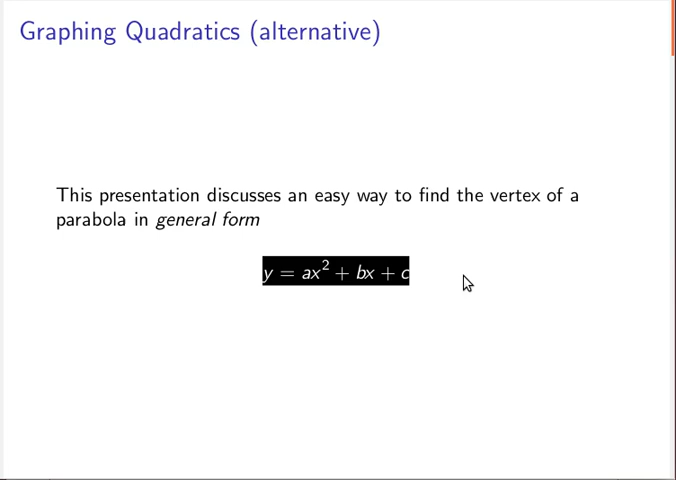 Graphing Quadratics (alternative)
This presentation discusses an easy way to find the vertex of a
parabola in general form
y = ax² + bx + c